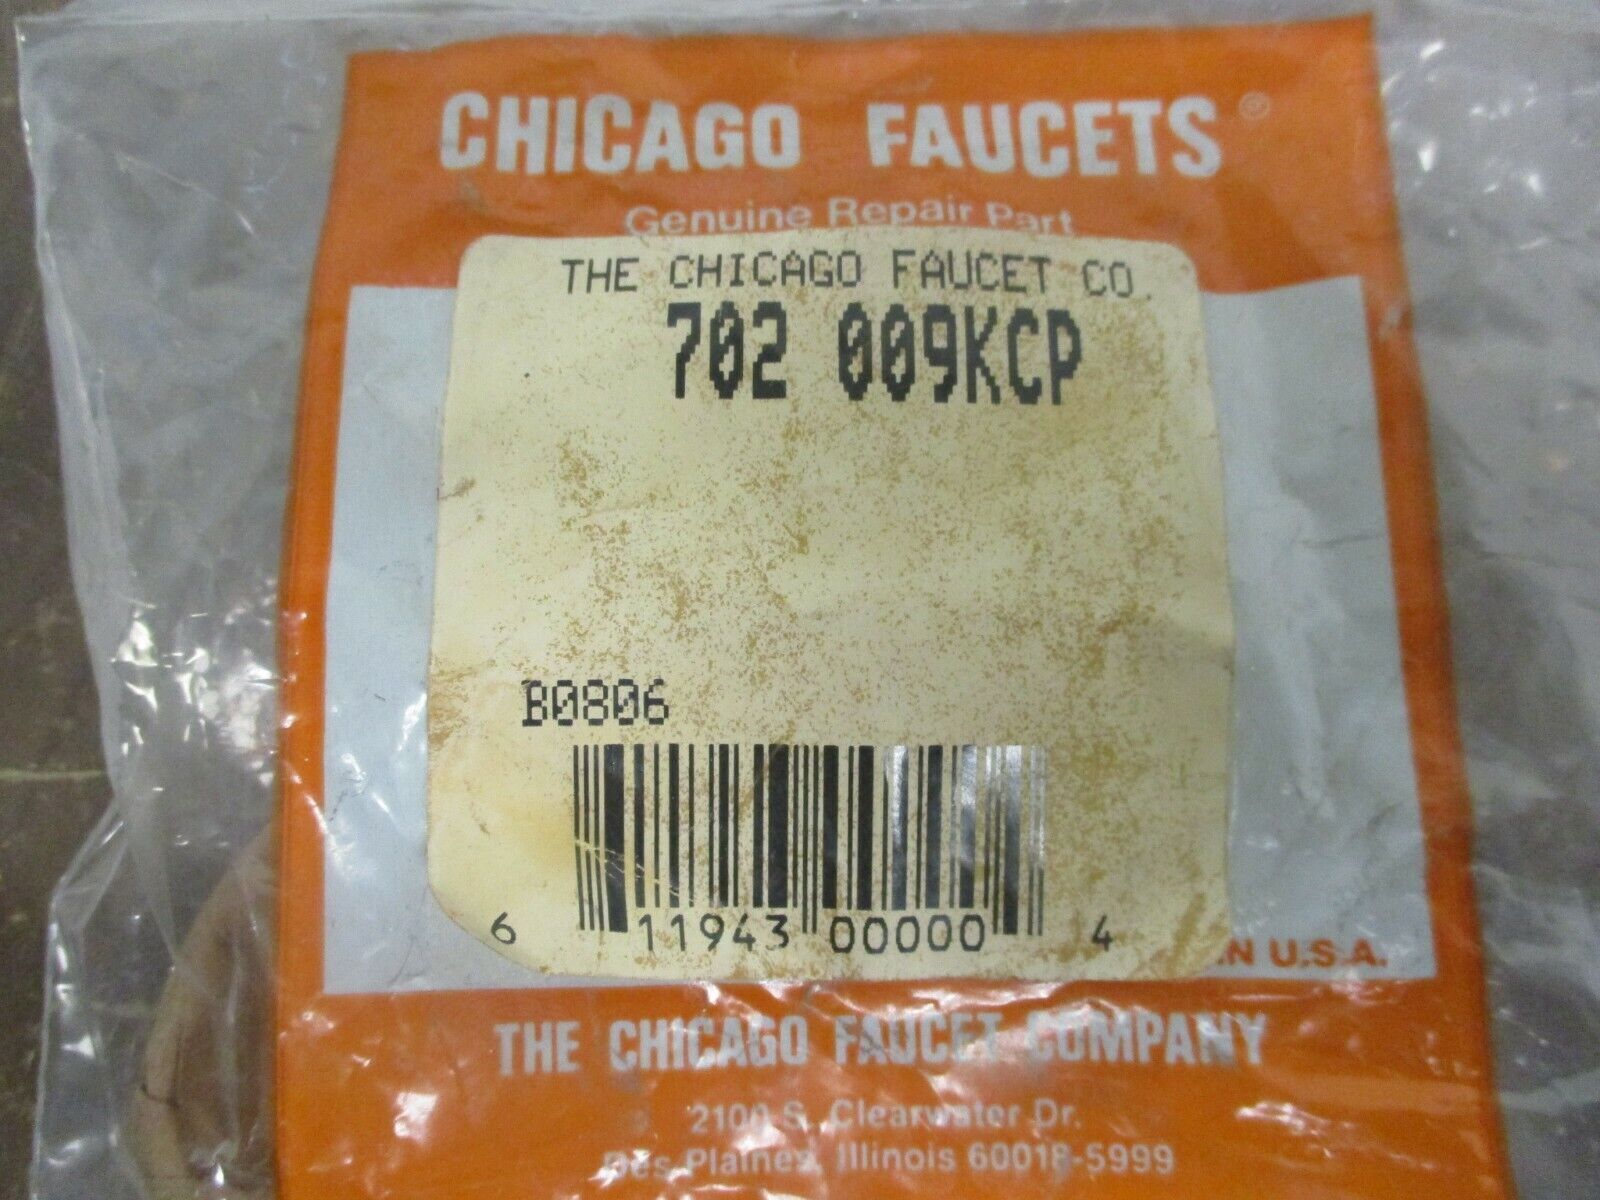 CHICAGO FAUCETS®
Genuine Repair Part
THE CHICAGO FAUCET CO.
702 009KCP
B0806
6 11943 00000 4
IN U.S.A.
THE CHICAGO FAUCET COMPANY
2100 S. Clearwater Dr.
Des Plaines, Illinois 60018-5999